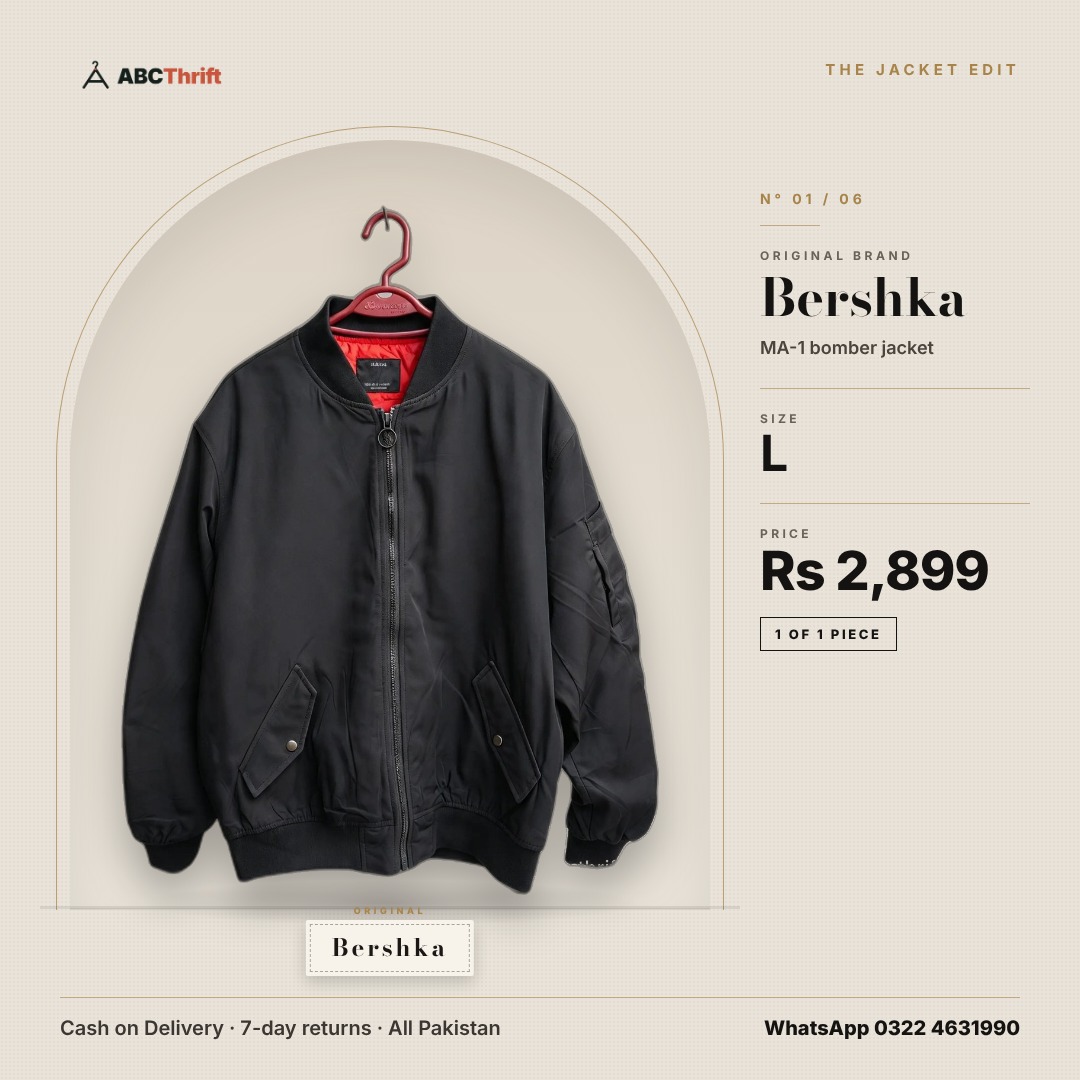 ABCThrift
THE JACKET EDIT
N° 01 / 06
ORIGINAL BRAND
Bershka
MA-1 bomber jacket
SIZE
L
PRICE
Rs 2,899
1 OF 1 PIECE
ORIGINAL
Bershka
Cash on Delivery · 7-day returns · All Pakistan
WhatsApp 0322 4631990